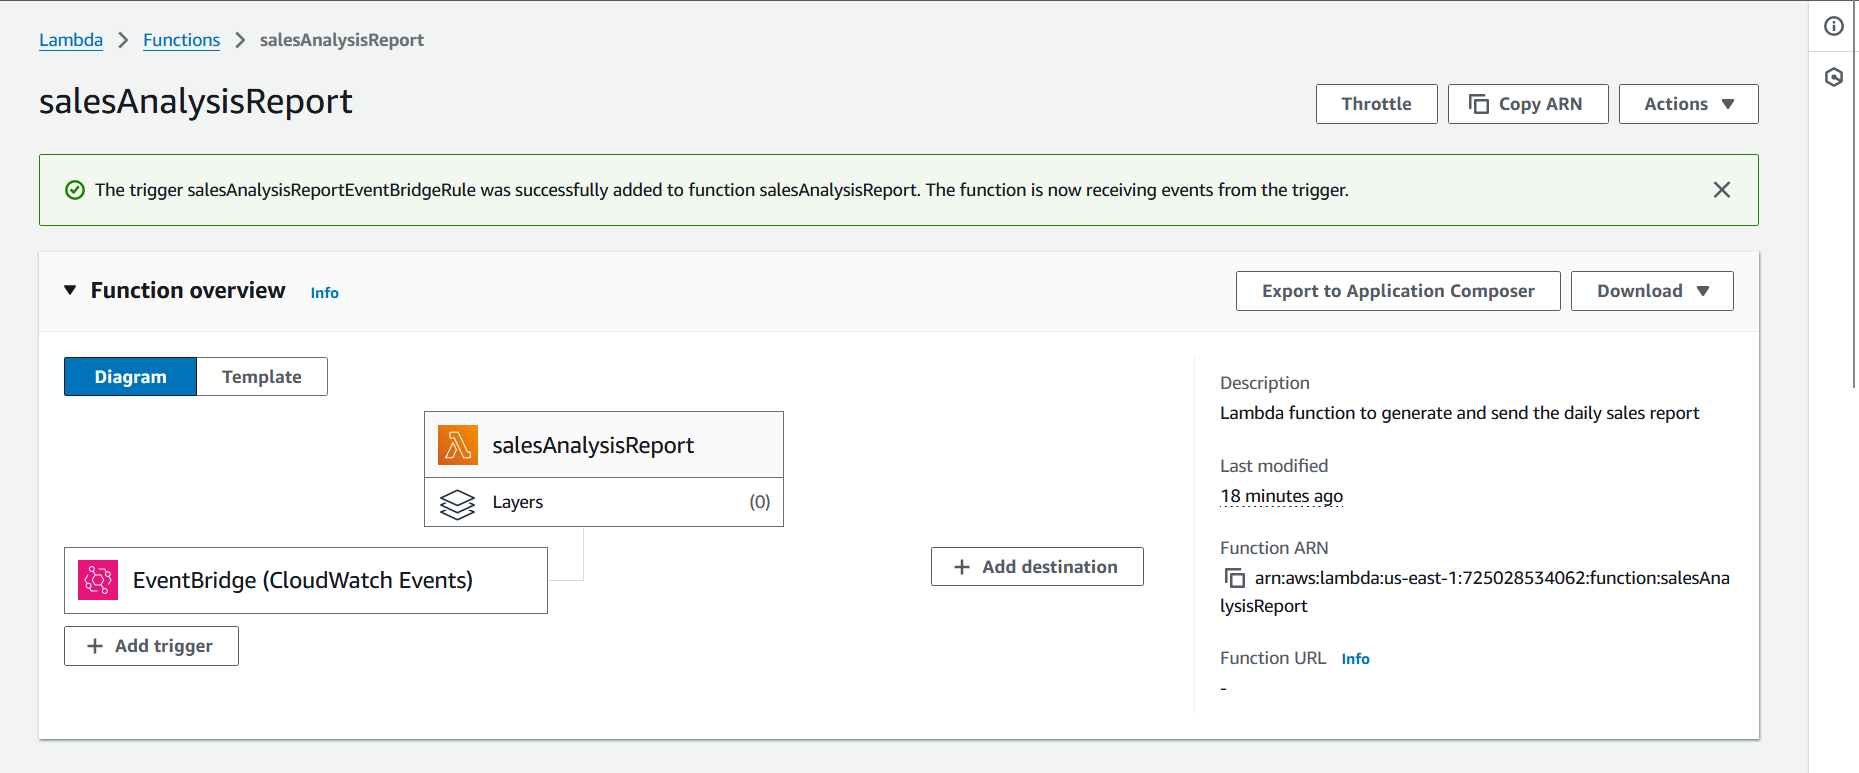 Lambda > Functions > salesAnalysisReport
salesAnalysisReport
Throttle
Copy ARN
Actions
The trigger salesAnalysisReportEventBridgeRule was successfully added to function salesAnalysisReport. The function is now receiving events from the trigger.
Function overview Info
Export to Application Composer
Download
Diagram
Template
salesAnalysisReport
Layers (0)
EventBridge (CloudWatch Events)
+ Add trigger
+ Add destination
Description
Lambda function to generate and send the daily sales report
Last modified
18 minutes ago
Function ARN
arn:aws:lambda:us-east-1:725028534062:function:salesAna
lysisReport
Function URL Info
-